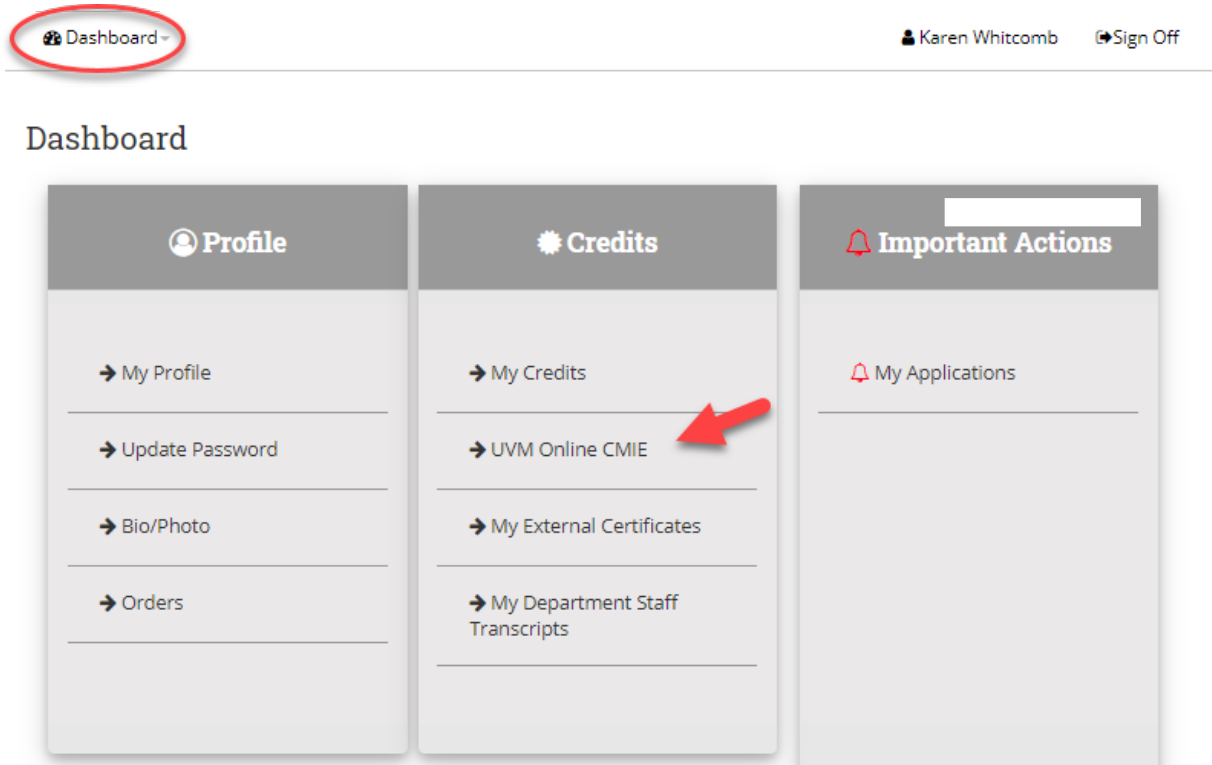 Dashboard
Karen Whitcomb
Sign Off
Dashboard
Profile
My Profile
Update Password
Bio/Photo
Orders
Credits
My Credits
UVM Online CMIE
My External Certificates
My Department Staff
Transcripts
Important Actions
My Applications